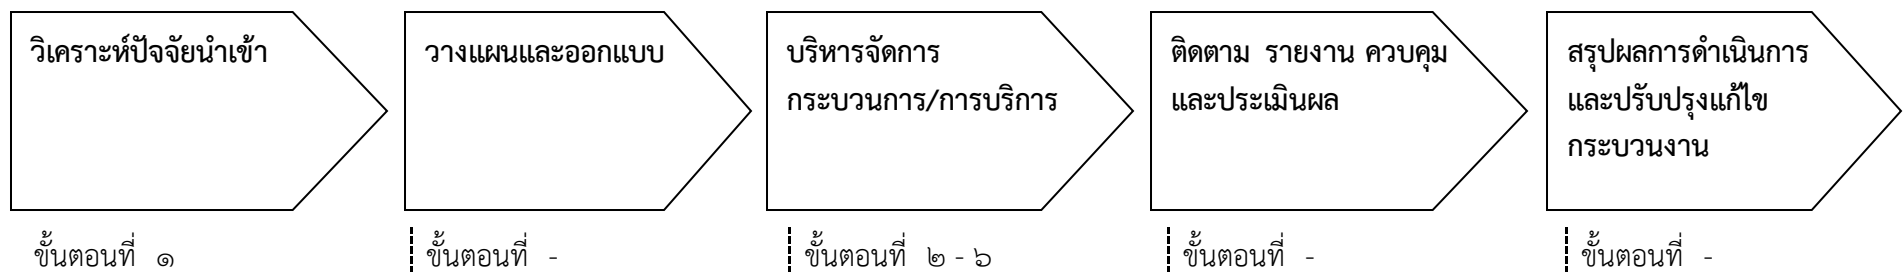 วิเคราะห์ปัจจัยนำเข้า
วางแผนและออกแบบ
บริหารจัดการ
กระบวนการ/การบริการ
ติดตาม รายงาน ควบคุม
และประเมินผล
สรุปผลการดำเนินการ
และปรับปรุงแก้ไข
กระบวนงาน
ขั้นตอนที่ ๑
ขั้นตอนที่ -
ขั้นตอนที่ ๒ - ๖
ขั้นตอนที่ -
ขั้นตอนที่ -